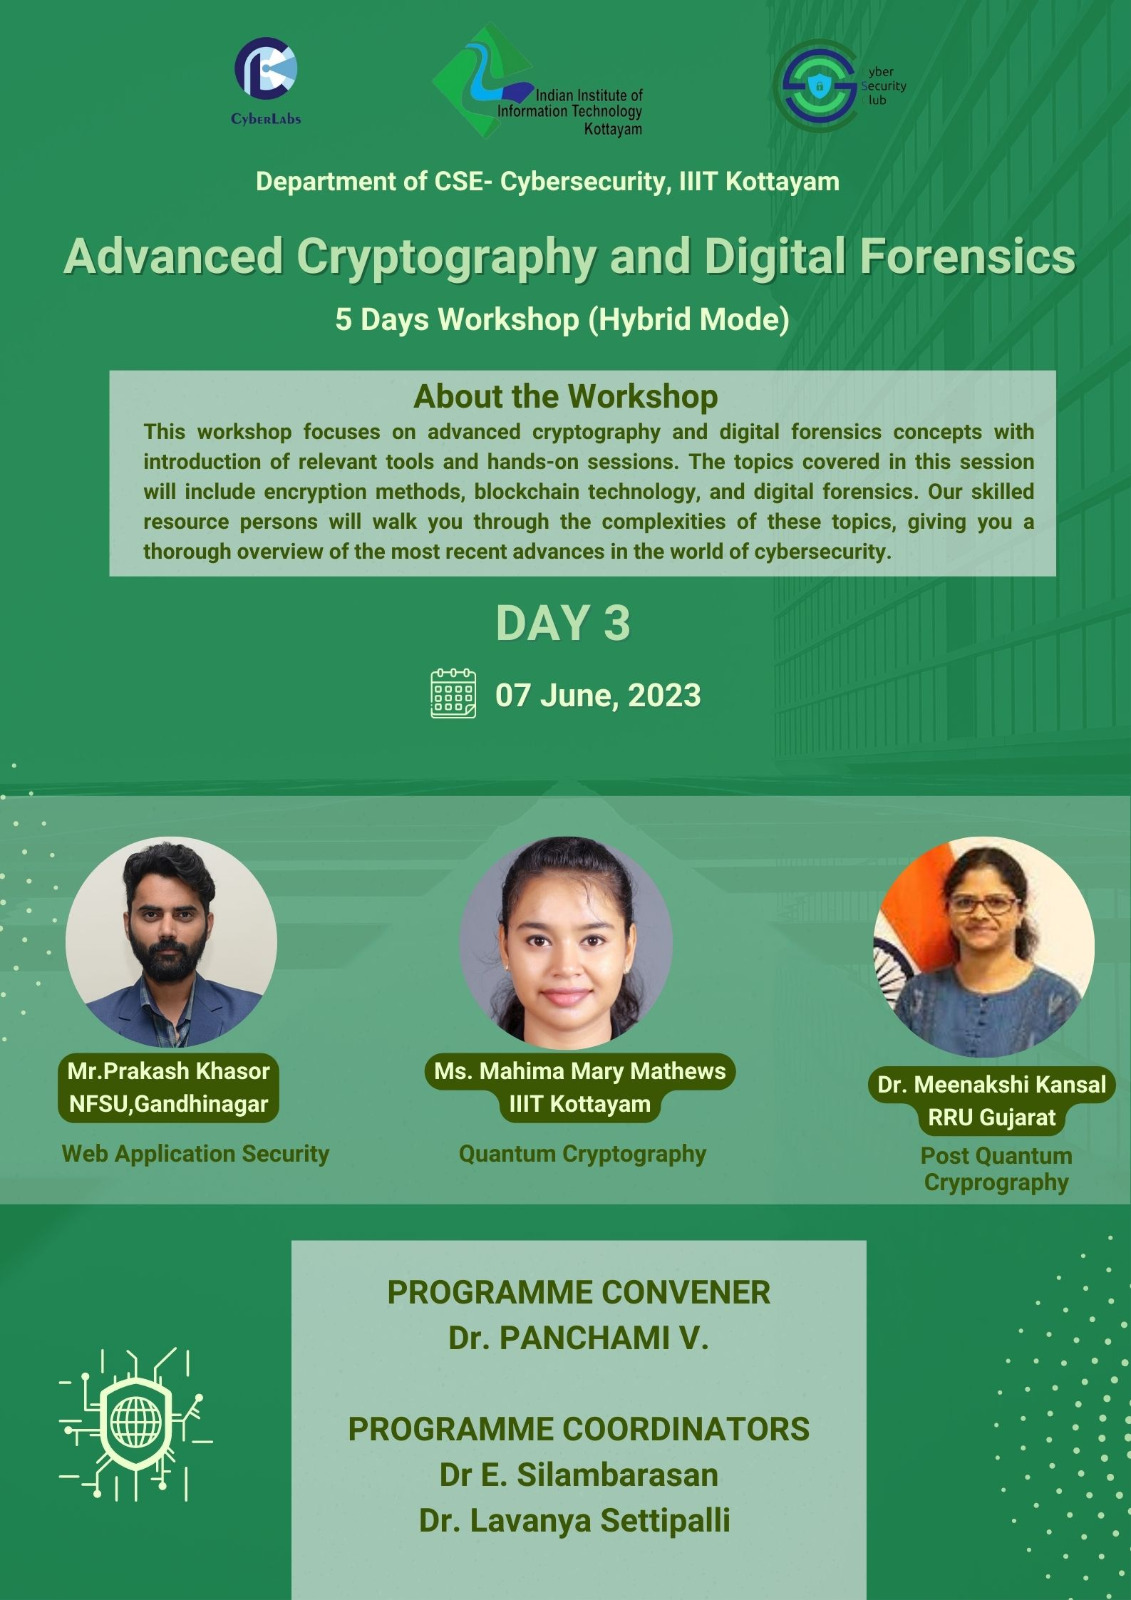 CYBERLABS
Indian Institute of
Information Technology
Kottayam
yber
Security
lub
Department of CSE- Cybersecurity, IIIT Kottayam
Advanced Cryptography and Digital Forensics
5 Days Workshop (Hybrid Mode)
About the Workshop
This workshop focuses on advanced cryptography and digital forensics concepts with
introduction of relevant tools and hands-on sessions. The topics covered in this session
will include encryption methods, blockchain technology, and digital forensics. Our skilled
resource persons will walk you through the complexities of these topics, giving you a
thorough overview of the most recent advances in the world of cybersecurity.
DAY 3
07 June, 2023
Mr.Prakash Khasor
NFSU,Gandhinagar
Web Application Security
Ms. Mahima Mary Mathews
IIIT Kottayam
Quantum Cryptography
Dr. Meenakshi Kansal
RRU Gujarat
Post Quantum
Cryprography
PROGRAMME CONVENER
Dr. PANCHAMI V.
PROGRAMME COORDINATORS
Dr E. Silambarasan
Dr. Lavanya Settipalli